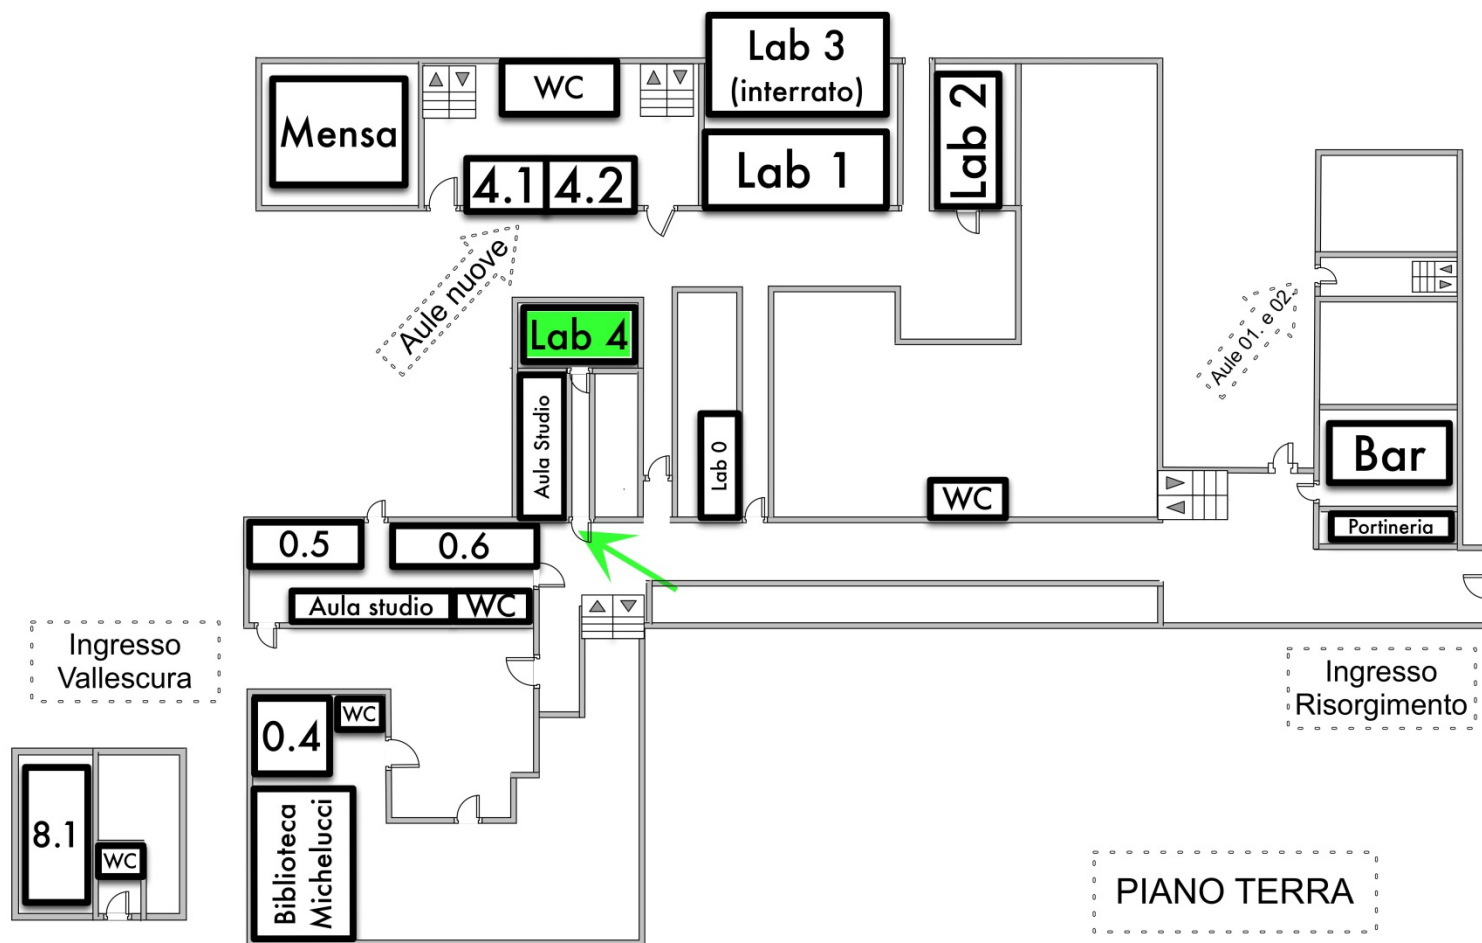 Lab 3
(interrato)
WC
Mensa
Lab 2
Lab 1
4.1
4.2
Aule nuove
Lab 4
Aule 01. e 02.
Aula Studio
Lab 0
Bar
WC
Portineria
0.5
0.6
Aula studio
WC
Ingresso
Vallescura
Ingresso
Risorgimento
WC
0.4
8.1
WC
Biblioteca
Michelucci
PIANO TERRA